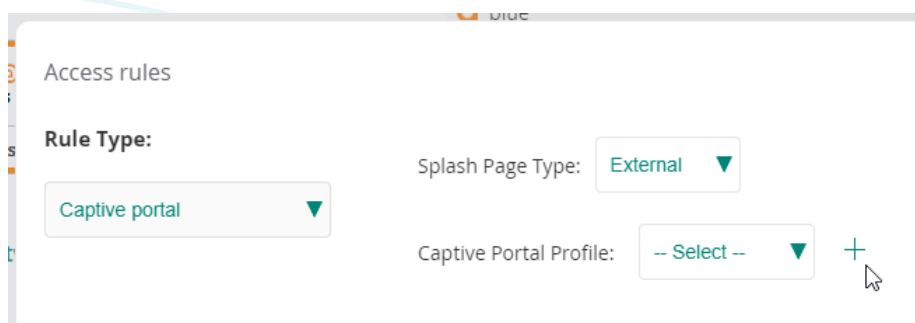 blue
Access rules
Rule Type:
Splash Page Type: External
Captive portal
Captive Portal Profile: -- Select --